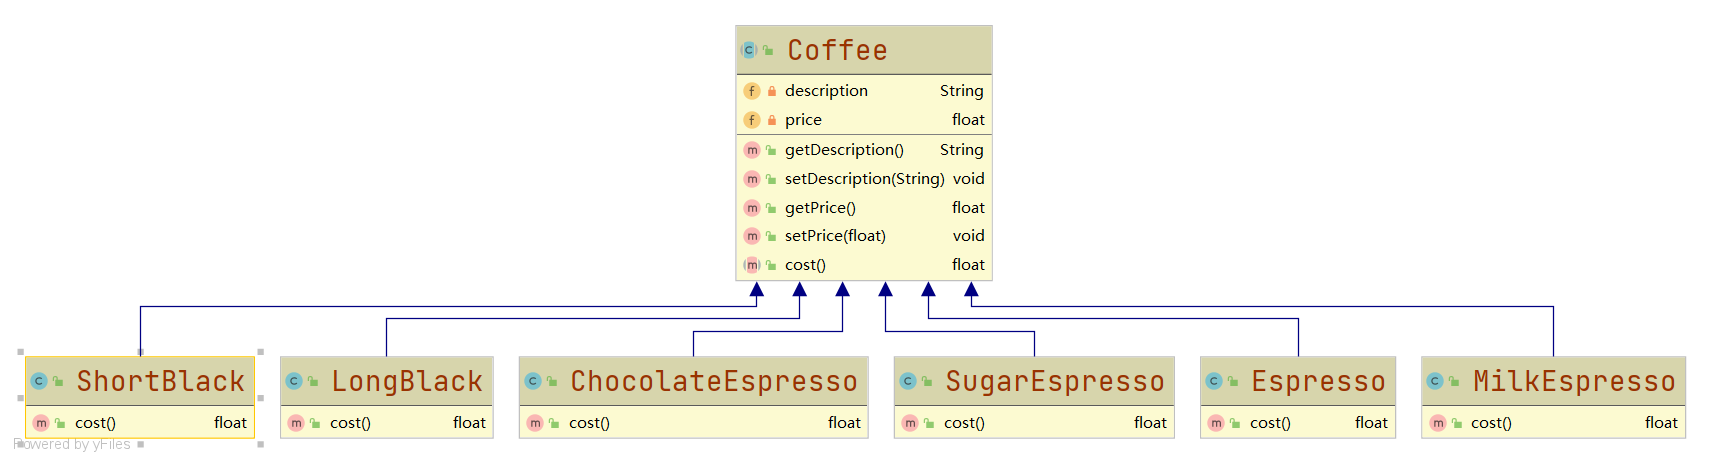 Coffee
description String
price float
getDescription() String
setDescription(String) void
getPrice() float
setPrice(float) void
cost() float
ShortBlack
cost() float
LongBlack
cost() float
ChocolateEspresso
cost() float
SugarEspresso
cost() float
Espresso
cost() float
MilkEspresso
cost() float
Powered by yFiles